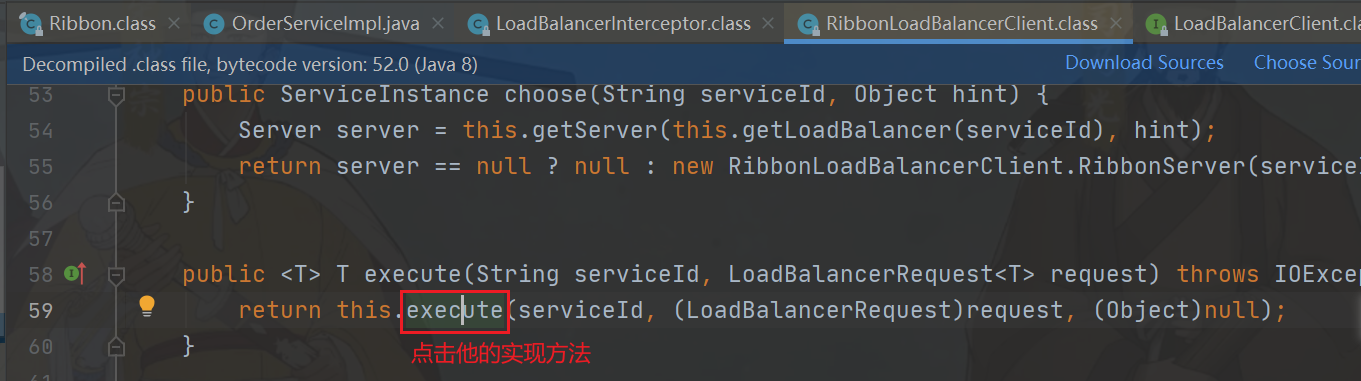 Ribbon.class OrderServiceImpl.java LoadBalancerInterceptor.class RibbonLoadBalancerClient.class LoadBalancerClient.cla
Decompiled .class file, bytecode version: 52.0 (Java 8) Download Sources Choose Sour
53 public ServiceInstance choose(String serviceId, Object hint) {
54 Server server = this.getServer(this.getLoadBalancer(serviceId), hint);
55 return server == null ? null : new RibbonLoadBalancerClient.RibbonServer(service
56 }
57
58 public <T> T execute(String serviceId, LoadBalancerRequest<T> request) throws IOExcep
59 return this.execute(serviceId, (LoadBalancerRequest)request, (Object)null);
60 }
点击他的实现方法